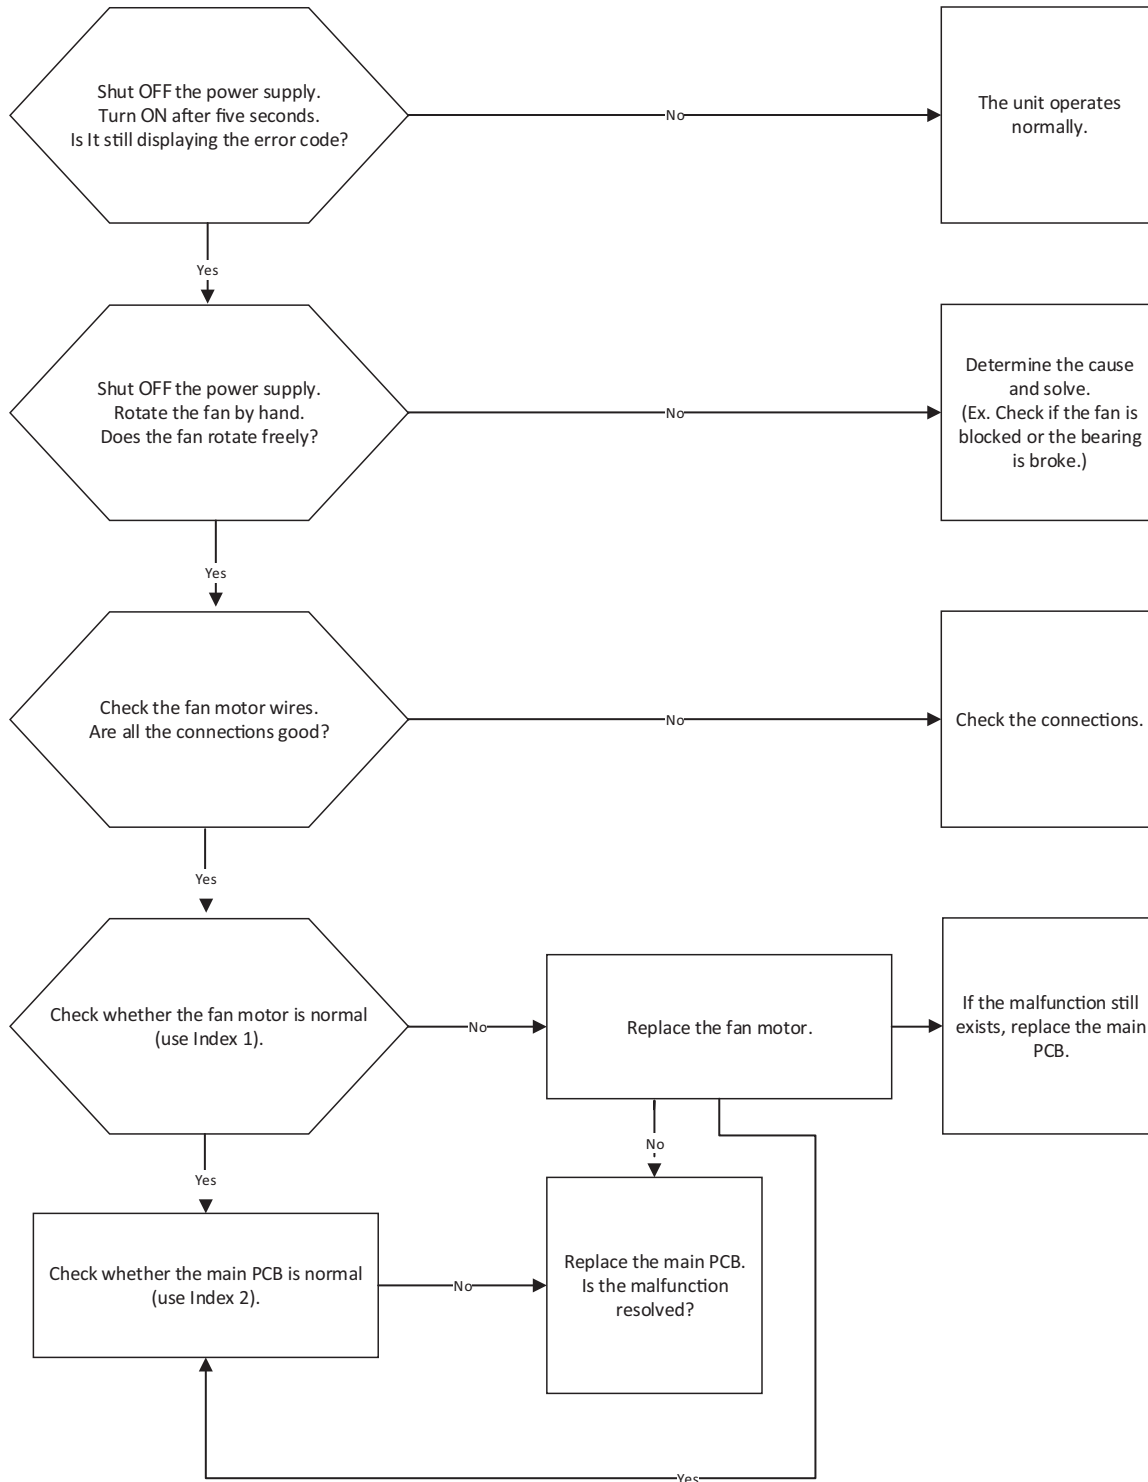 Shut OFF the power supply.
Turn ON after five seconds.
Is It still displaying the error code?
No
The unit operates
normally.
Yes
Shut OFF the power supply.
Rotate the fan by hand.
Does the fan rotate freely?
No
Determine the cause
and solve.
(Ex. Check if the fan is
blocked or the bearing
is broke.)
Yes
Check the fan motor wires.
Are all the connections good?
No
Check the connections.
Yes
Check whether the fan motor is normal
(use Index 1).
No
Replace the fan motor.
If the malfunction still
exists, replace the main
PCB.
Yes
No
Check whether the main PCB is normal
(use Index 2).
No
Replace the main PCB.
Is the malfunction
resolved?
Yes